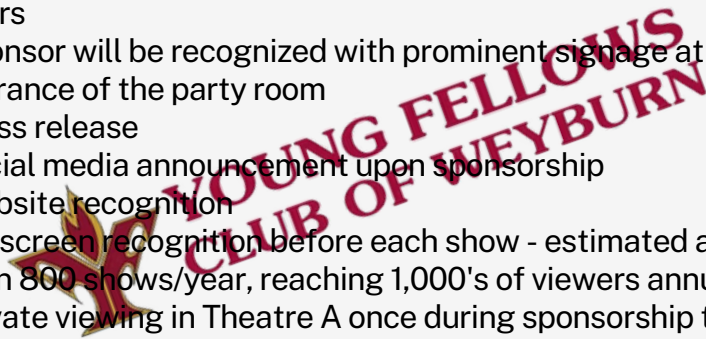 rs
nsor will be recognized with prominent signage at
rance of the party room
ss release
cial media announcement upon sponsorship
bsite recognition
screen recognition before each show - estimated a
n 800 shows/year, reaching 1,000's of viewers annu
vate viewing in Theatre A once during sponsorship t
YOUNG FELLOWS
CLUB OF WEYBURN